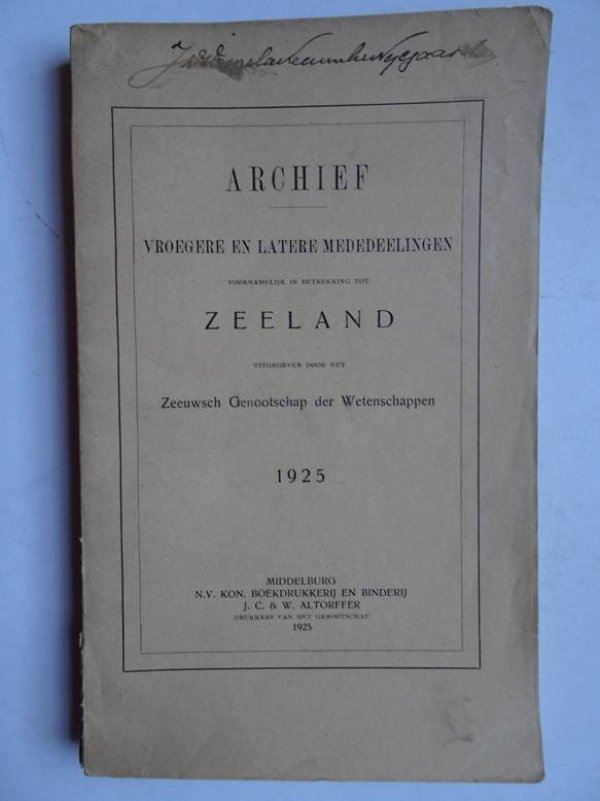 ARCHIEF
VROEGERE EN LATERE MEDEDEELINGEN
VOORNAMELIJK IN BETREKKING TOT
ZEELAND
UITGEGEVEN DOOR HET
Zeeuwsch Genootschap der Wetenschappen
1925
MIDDELBURG
N.V. KON. BOEKDRUKKERIJ EN BINDERIJ
J. C. & W. ALTORFFER
DRUKKERS VAN HET GENOOTSCHAP
1925